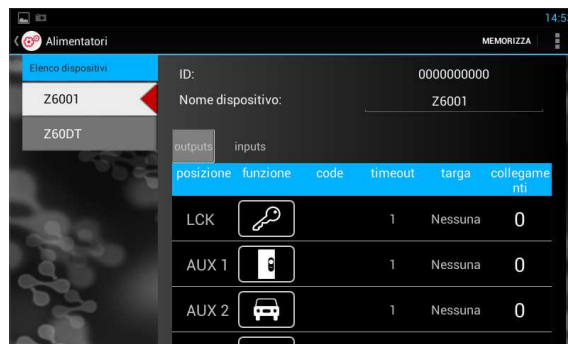 14:5
Alimentatori
MEMORIZZA
Elenco dispositivi
Z6001
Z60DT
ID: 0000000000
Nome dispositivo: Z6001
outputs inputs
posizione funzione code timeout targa collegame
nti
LCK 1 Nessuna 0
AUX 1 1 Nessuna 0
AUX 2 1 Nessuna 0